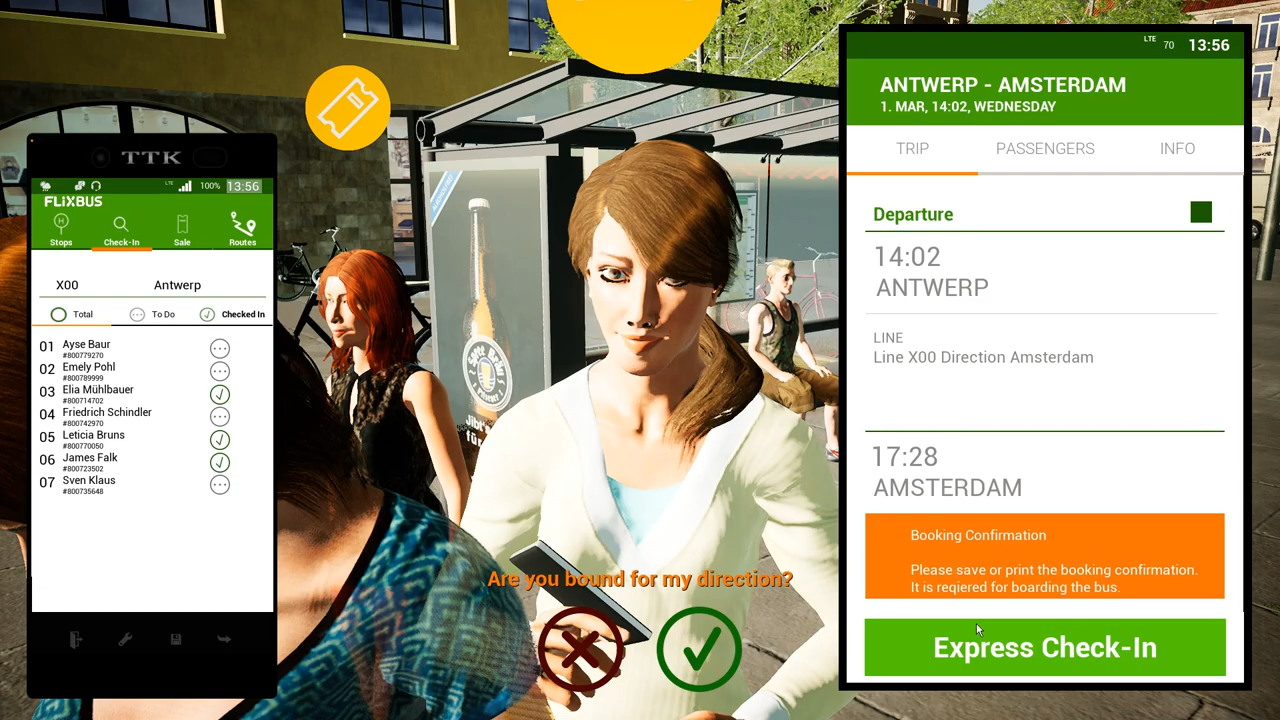 TTK
LTE 100% 13:56
FLiXBUS
Stops Check-In Sale Routes
X00 Antwerp
Total To Do Checked In
01 Ayse Baur
#800779270
02 Emely Pohl
#800789999
03 Elia Mühlbauer
#800714702
04 Friedrich Schindler
#800742970
05 Leticia Bruns
#800770050
06 James Falk
#800723502
07 Sven Klaus
#800735648
Are you bound for my direction?
LTE 70 13:56
ANTWERP - AMSTERDAM
1. MAR, 14:02, WEDNESDAY
TRIP PASSENGERS INFO
Departure
14:02
ANTWERP
LINE
Line X00 Direction Amsterdam
17:28
AMSTERDAM
Booking Confirmation
Please save or print the booking confirmation.
It is reqiered for boarding the bus.
Express Check-In